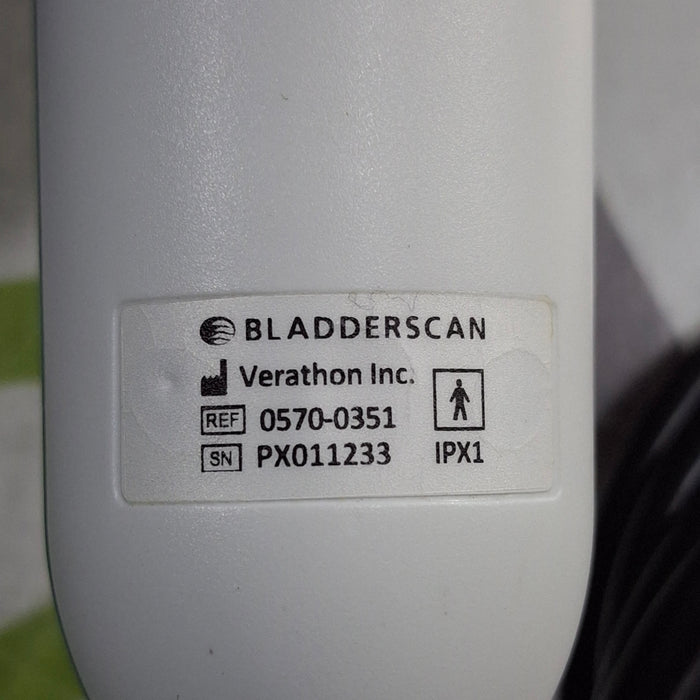 BLADDERSCAN
Verathon Inc.
REF 0570-0351
SN PX011233
IPX1